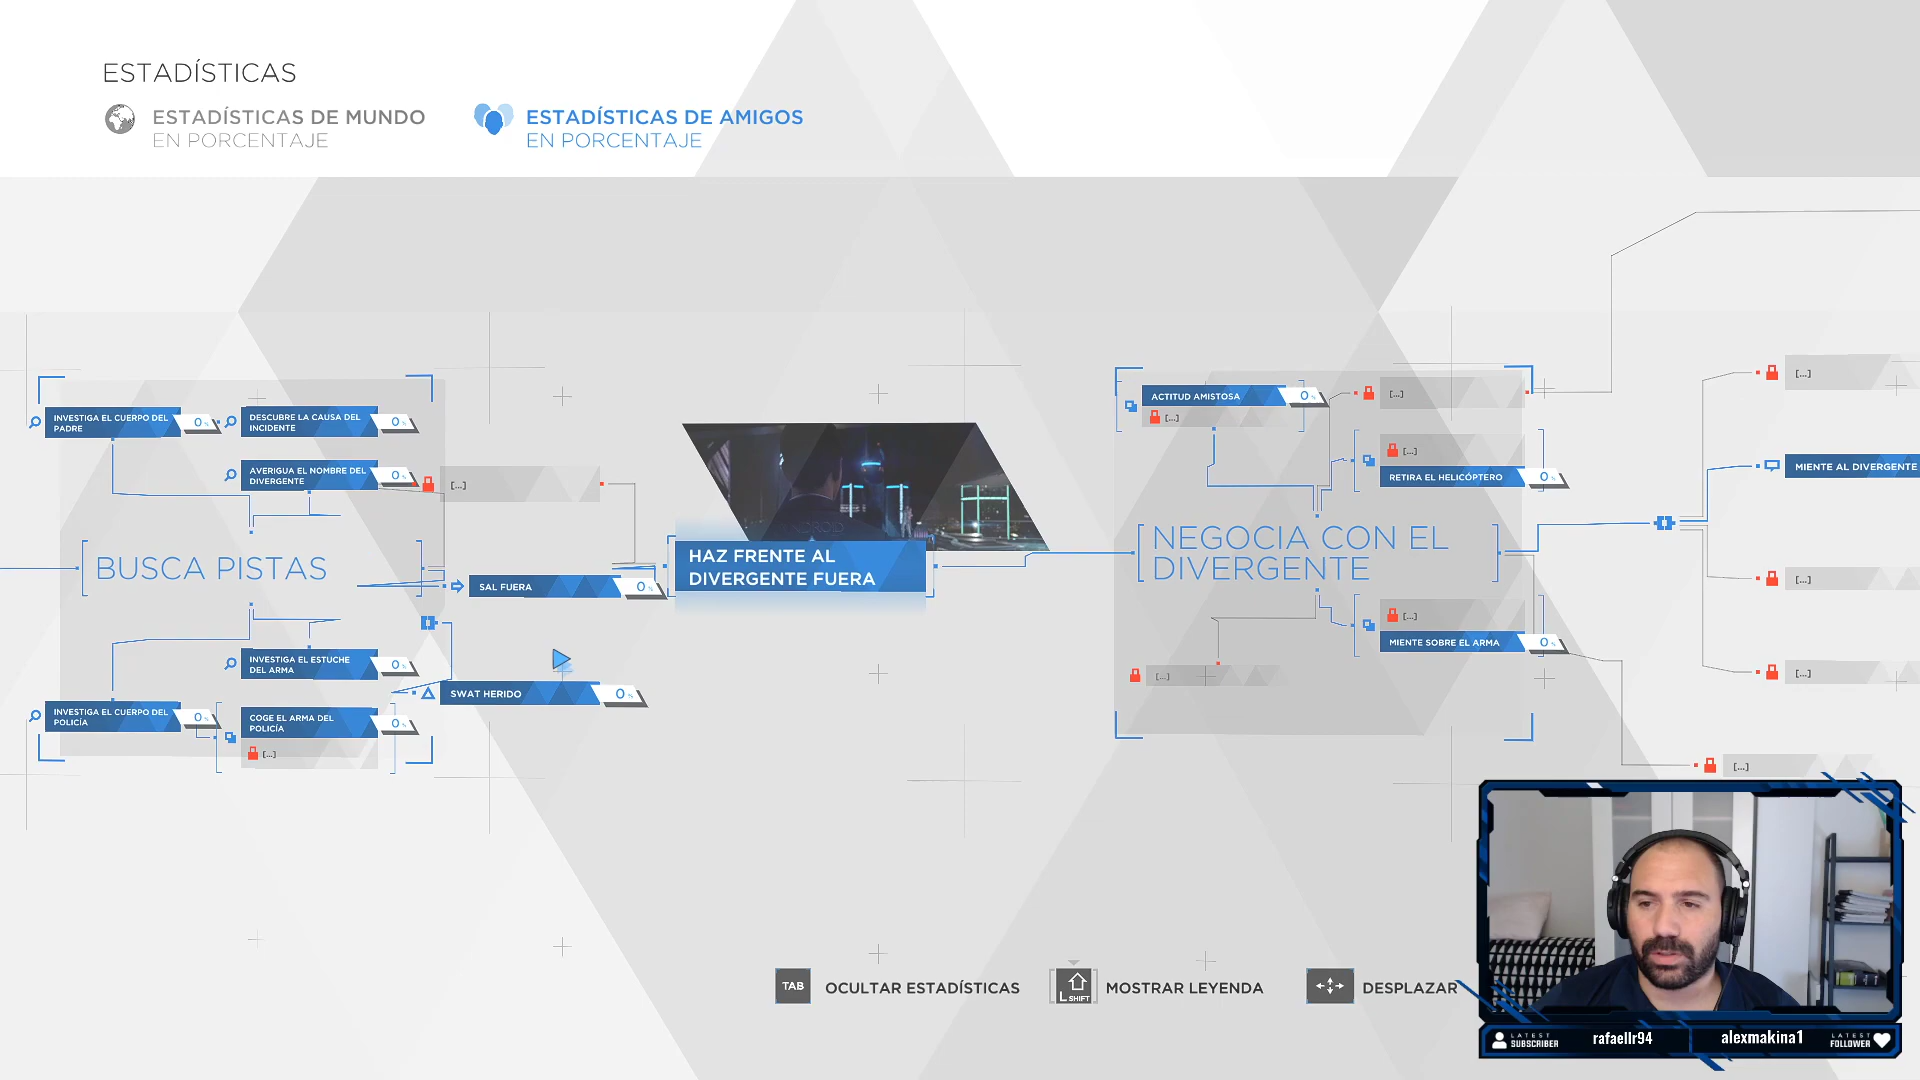 ESTADÍSTICAS
ESTADÍSTICAS DE MUNDO
EN PORCENTAJE
ESTADÍSTICAS DE AMIGOS
EN PORCENTAJE
INVESTIGA EL CUERPO DEL
PADRE
0%
DESCUBRE LA CAUSA DEL
INCIDENTE
0%
AVERIGUA EL NOMBRE DEL
DIVERGENTE
0%
[...]
BUSCA PISTAS
SAL FUERA
0%
INVESTIGA EL ESTUCHE
DEL ARMA
0%
SWAT HERIDO
0%
INVESTIGA EL CUERPO DEL
POLICÍA
0%
COGE EL ARMA DEL
POLICÍA
0%
[...]
HAZ FRENTE AL
DIVERGENTE FUERA
ACTITUD AMISTOSA
0%
[...]
[...]
[...]
RETIRA EL HELICÓPTERO
0%
NEGOCIA CON EL
DIVERGENTE
[...]
MIENTE SOBRE EL ARMA
0%
[...]
[...]
MIENTE AL DIVERGENTE
[...]
[...]
[...]
TAB
OCULTAR ESTADÍSTICAS
L SHIFT
MOSTRAR LEYENDA
DESPLAZAR
LATEST
SUBSCRIBER
rafaellr94
alexmakina1
LATEST
FOLLOWER